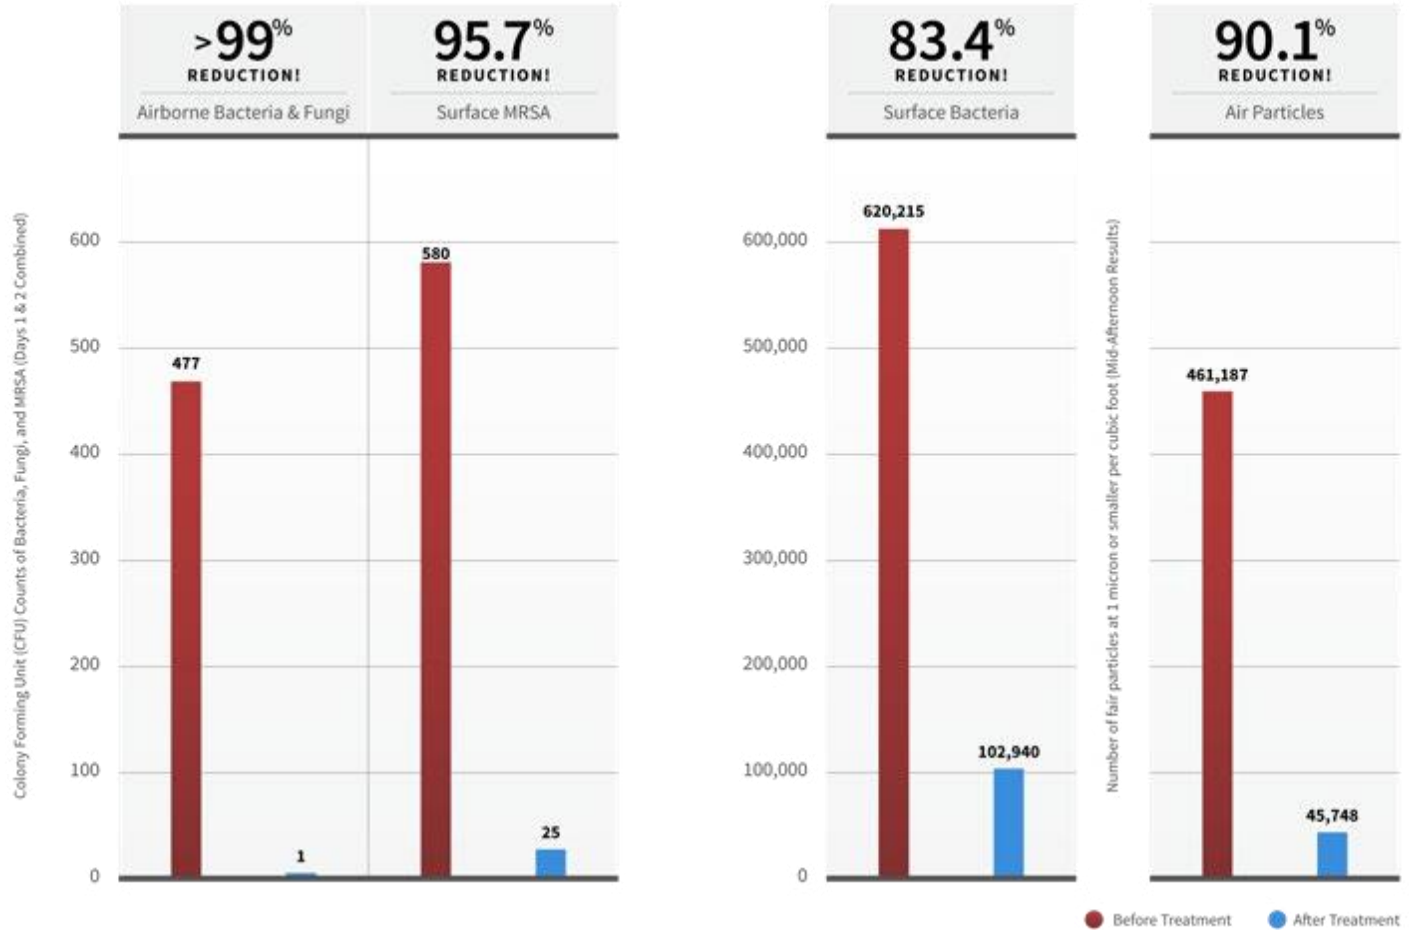 >99%
REDUCTION!
Airborne Bacteria & Fungi
95.7%
REDUCTION!
Surface MRSA
83.4%
REDUCTION!
Surface Bacteria
90.1%
REDUCTION!
Air Particles
Colony Forming Unit (CFU) Counts of Bacteria, Fungi, and MRSA (Days 1 & 2 Combined)
600
500
400
300
200
100
0
477
1
580
25
600,000
500,000
400,000
300,000
200,000
100,000
0
620,215
102,940
Number of fair particles at 1 micron or smaller per cubic foot (Mid-Afternoon Results)
461,187
45,748
Before Treatment
After Treatment